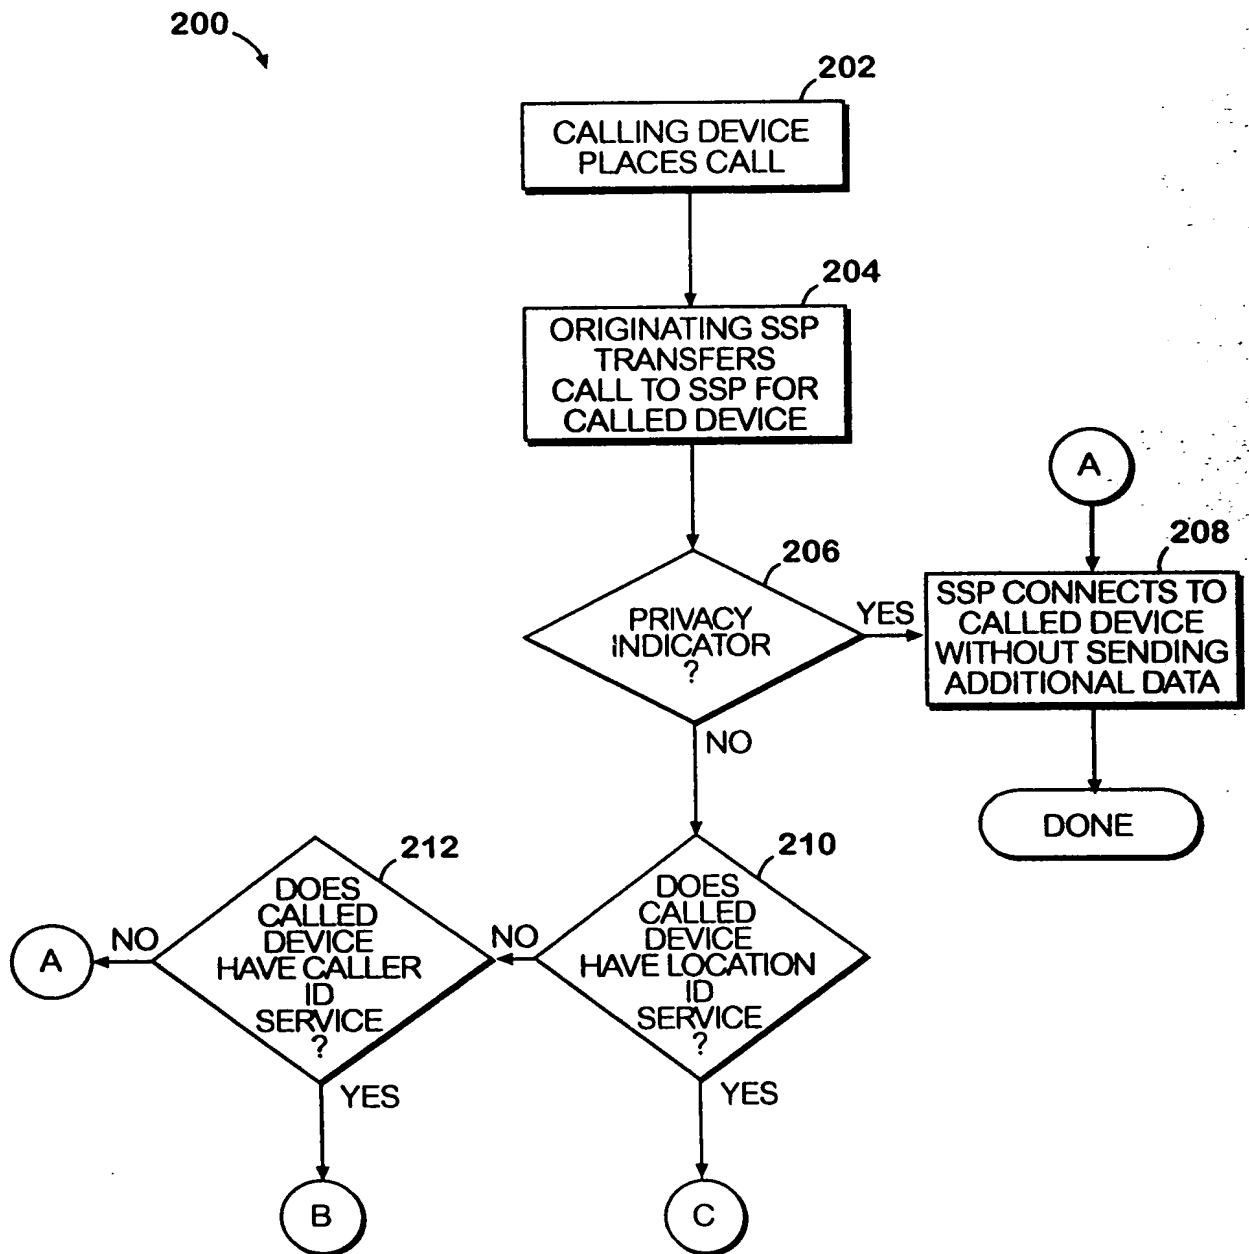 200
202
CALLING DEVICE
PLACES CALL
204
ORIGINATING SSP
TRANSFERS
CALL TO SSP FOR
CALLED DEVICE
A
206
PRIVACY
INDICATOR
?
YES
208
SSP CONNECTS TO
CALLED DEVICE
WITHOUT SENDING
ADDITIONAL DATA
NO
DONE
212
DOES
CALLED
DEVICE
HAVE CALLER
ID
SERVICE
?
NO
A
YES
B
210
DOES
CALLED
DEVICE
HAVE LOCATION
ID
SERVICE
?
NO
YES
C